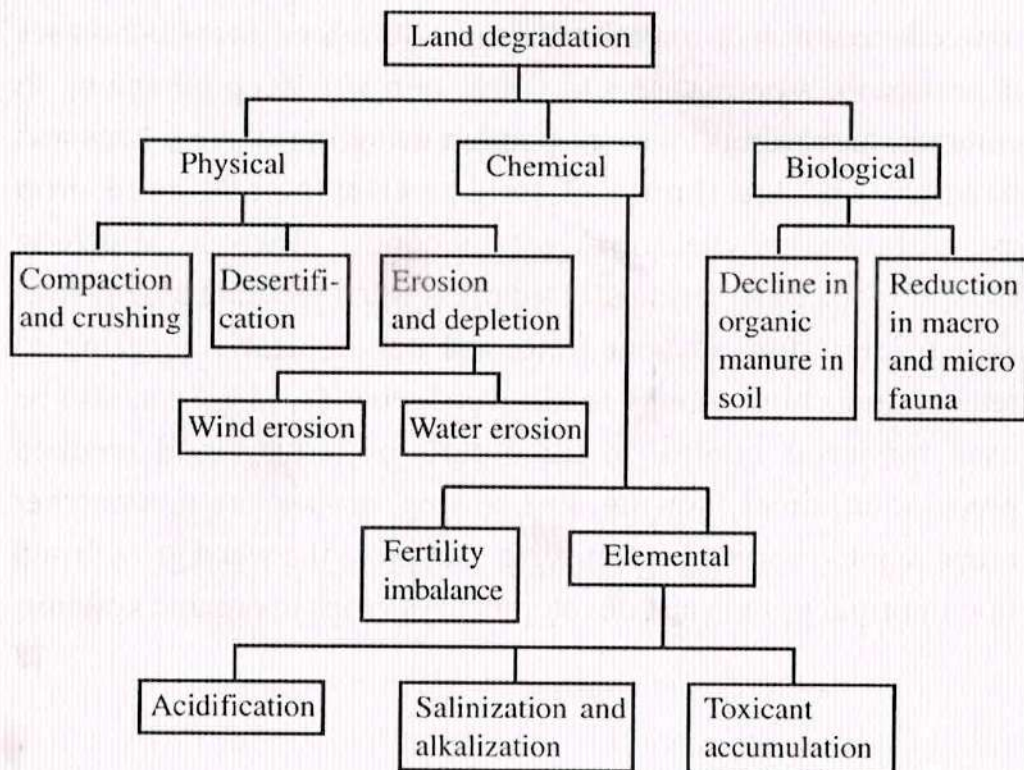 Land degradation
Physical
Chemical
Biological
Compaction
and crushing
Desertifi-
cation
Erosion
and depletion
Decline in
organic
manure in
soil
Reduction
in macro
and micro
fauna
Wind erosion
Water erosion
Fertility
imbalance
Elemental
Acidification
Salinization and
alkalization
Toxicant
accumulation